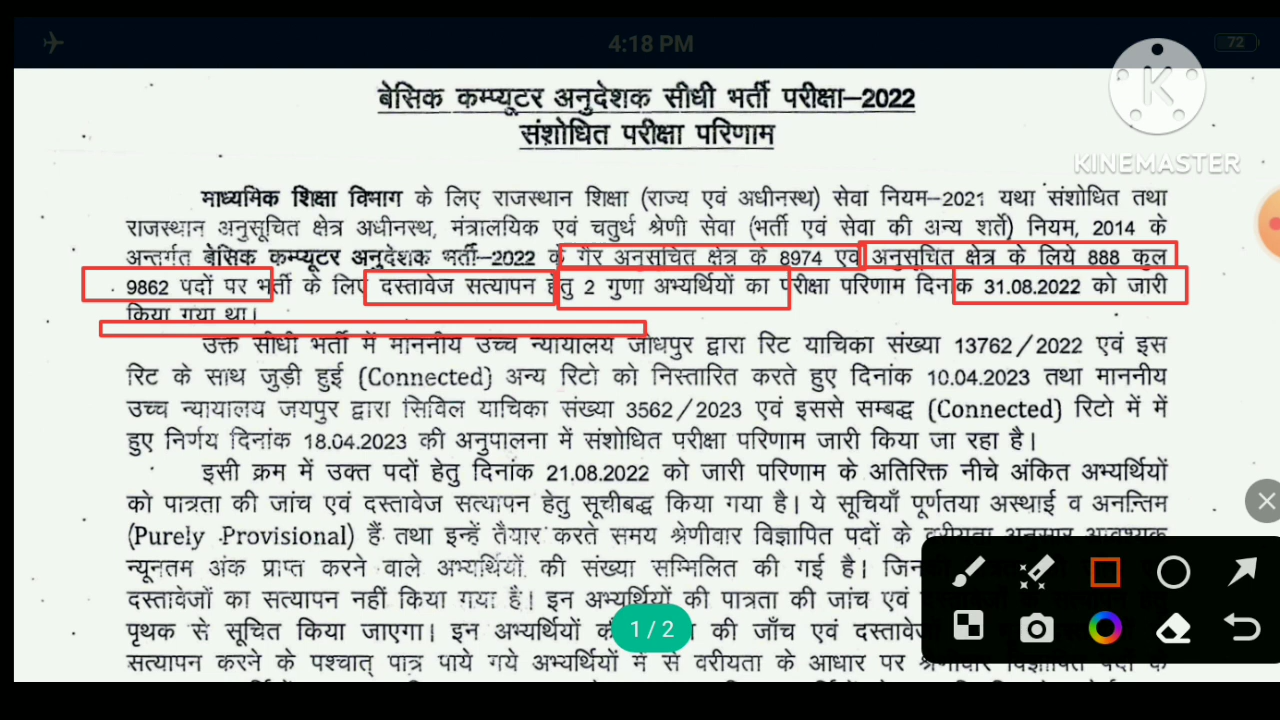 4:18 PM
72
KINEMASTER
बेसिक कम्प्यूटर अनुदेशक सीधी भर्ती परीक्षा–2022
संशोधित परीक्षा परिणाम
माध्यमिक शिक्षा विभाग के लिए राजस्थान शिक्षा (राज्य एवं अधीनस्थ) सेवा नियम–2021 यथा संशोधित तथा
राजस्थान अनुसूचित क्षेत्र अधीनस्थ, मंत्रालयिक एवं चतुर्थ श्रेणी सेवा (भर्ती एवं सेवा की अन्य शर्ते) नियम, 2014 के
अन्तर्गत बेसिक कम्प्यूटर अनुदेशक भर्ती–2022 के गैर अनुसूचित क्षेत्र के 8974 एवं अनुसूचित क्षेत्र के लिये 888 कुल
9862 पदों पर भर्ती के लिए दस्तावेज सत्यापन हेतु 2 गुणा अभ्यर्थियों का परीक्षा परिणाम दिनांक 31.08.2022 को जारी
किया गया था।
उक्त सीधी भर्ती में माननीय उच्च न्यायालय जोधपुर द्वारा रिट याचिका संख्या 13762/2022 एवं इस
रिट के साथ जुड़ी हुई (Connected) अन्य रिटो को निस्तारित करते हुए दिनांक 10.04.2023 तथा माननीय
उच्च न्यायालय जयपुर द्वारा सिविल याचिका संख्या 3562/2023 एवं इससे सम्बद्ध (Connected) रिटो में में
हुए निर्णय दिनांक 18.04.2023 की अनुपालना में संशोधित परीक्षा परिणाम जारी किया जा रहा है।
इसी क्रम में उक्त पदों हेतु दिनांक 21.08.2022 को जारी परिणाम के अतिरिक्त नीचे अंकित अभ्यर्थियों
को पात्रता की जांच एवं दस्तावेज सत्यापन हेतु सूचीबद्ध किया गया है। ये सूचियाँ पूर्णतया अस्थाई व अनन्तिम
(Purely Provisional) हैं तथा इन्हें तैयार करते समय श्रेणीवार विज्ञापित पदों के वरीयता अनुसार आवश्यक
न्यूनतम अंक प्राप्त करने वाले अभ्यर्थियों की संख्या सम्मिलित की गई है।
दस्तावेजों का सत्यापन नहीं किया गया है। इन अभ्यर्थियों की पात्रता की जांच एवं
पृथक से सूचित किया जाएगा। इन अभ्यर्थियों की 1 / 2 की जाँच एवं
सत्यापन करने के पश्चात् पात्र पाये गये अभ्यर्थियों में से वरीयता के आधार पर श्रेणीवार विज्ञापित पदों के